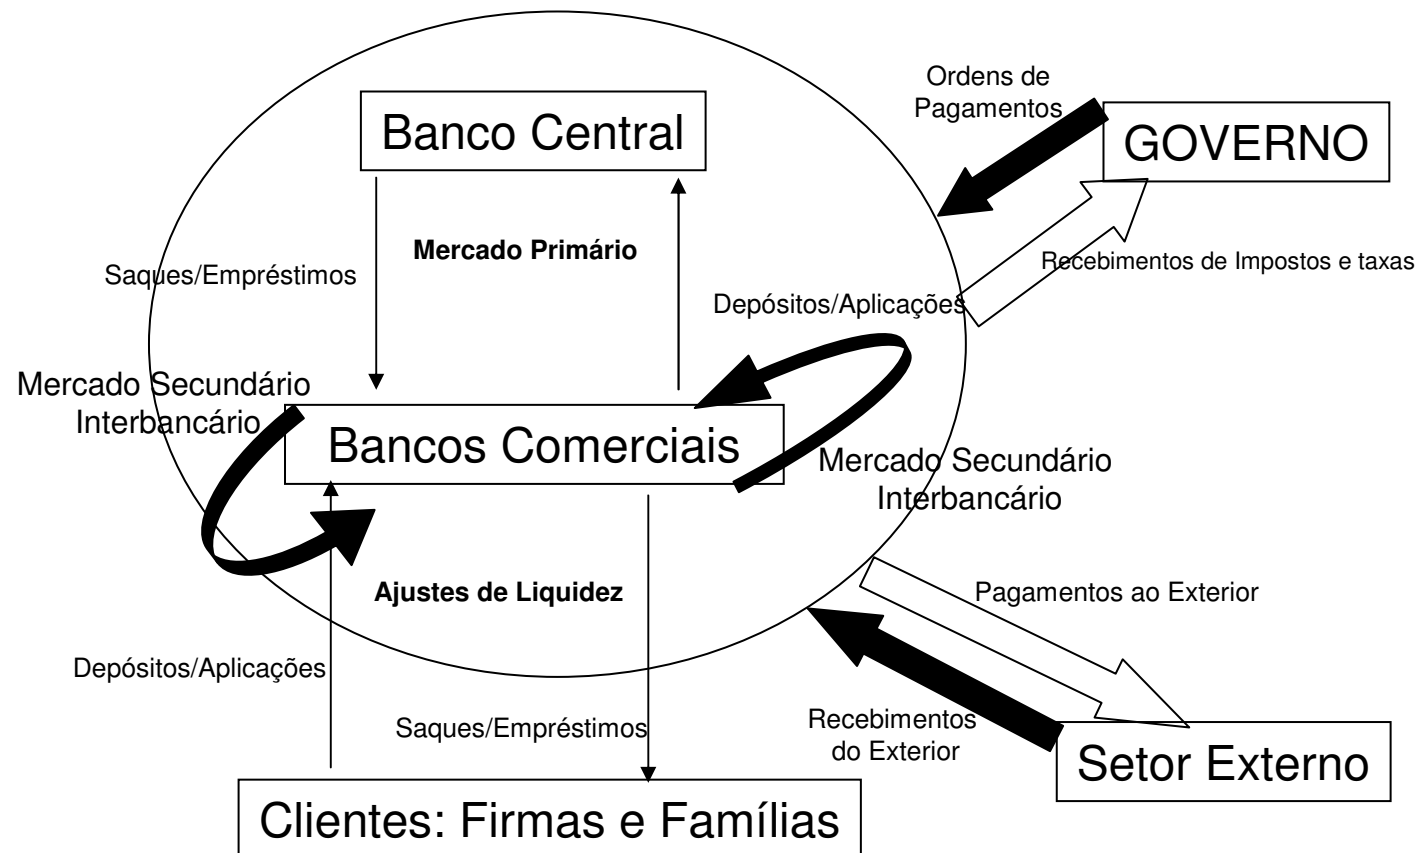 Ordens de
Pagamentos
Banco Central
GOVERNO
Mercado Primário
Saques/Empréstimos
Recebimentos de Impostos e taxas
Depósitos/Aplicações
Mercado Secundário
Interbancário
Bancos Comerciais
Mercado Secundário
Interbancário
Ajustes de Liquidez
Pagamentos ao Exterior
Depósitos/Aplicações
Saques/Empréstimos
Recebimentos
do Exterior
Setor Externo
Clientes: Firmas e Famílias